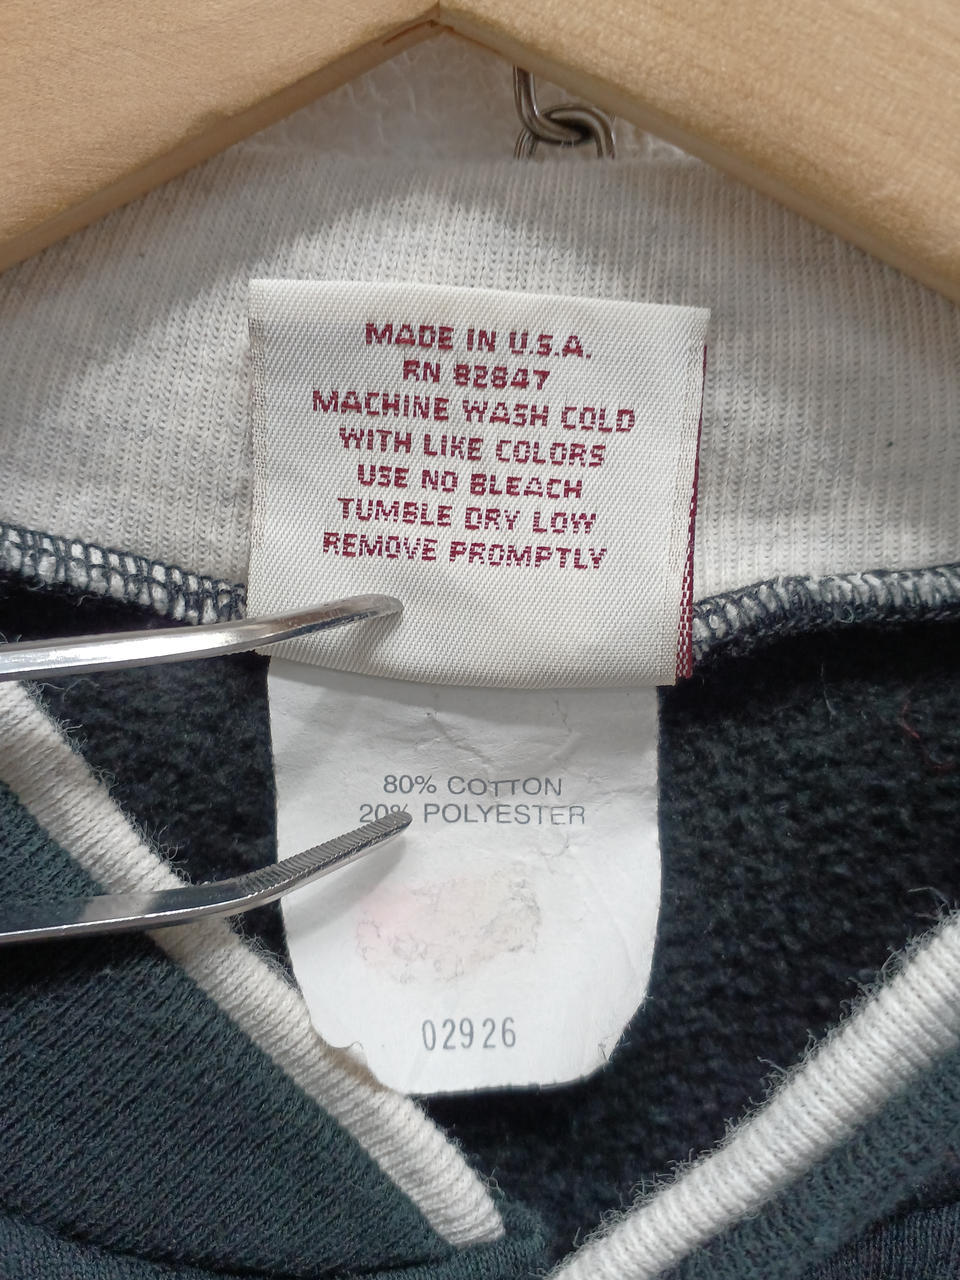 MADE IN U.S.A.
RN 82847
MACHINE WASH COLD
WITH LIKE COLORS
USE NO BLEACH
TUMBLE DRY LOW
REMOVE PROMPTLY
80% COTTON
20% POLYESTER
02926